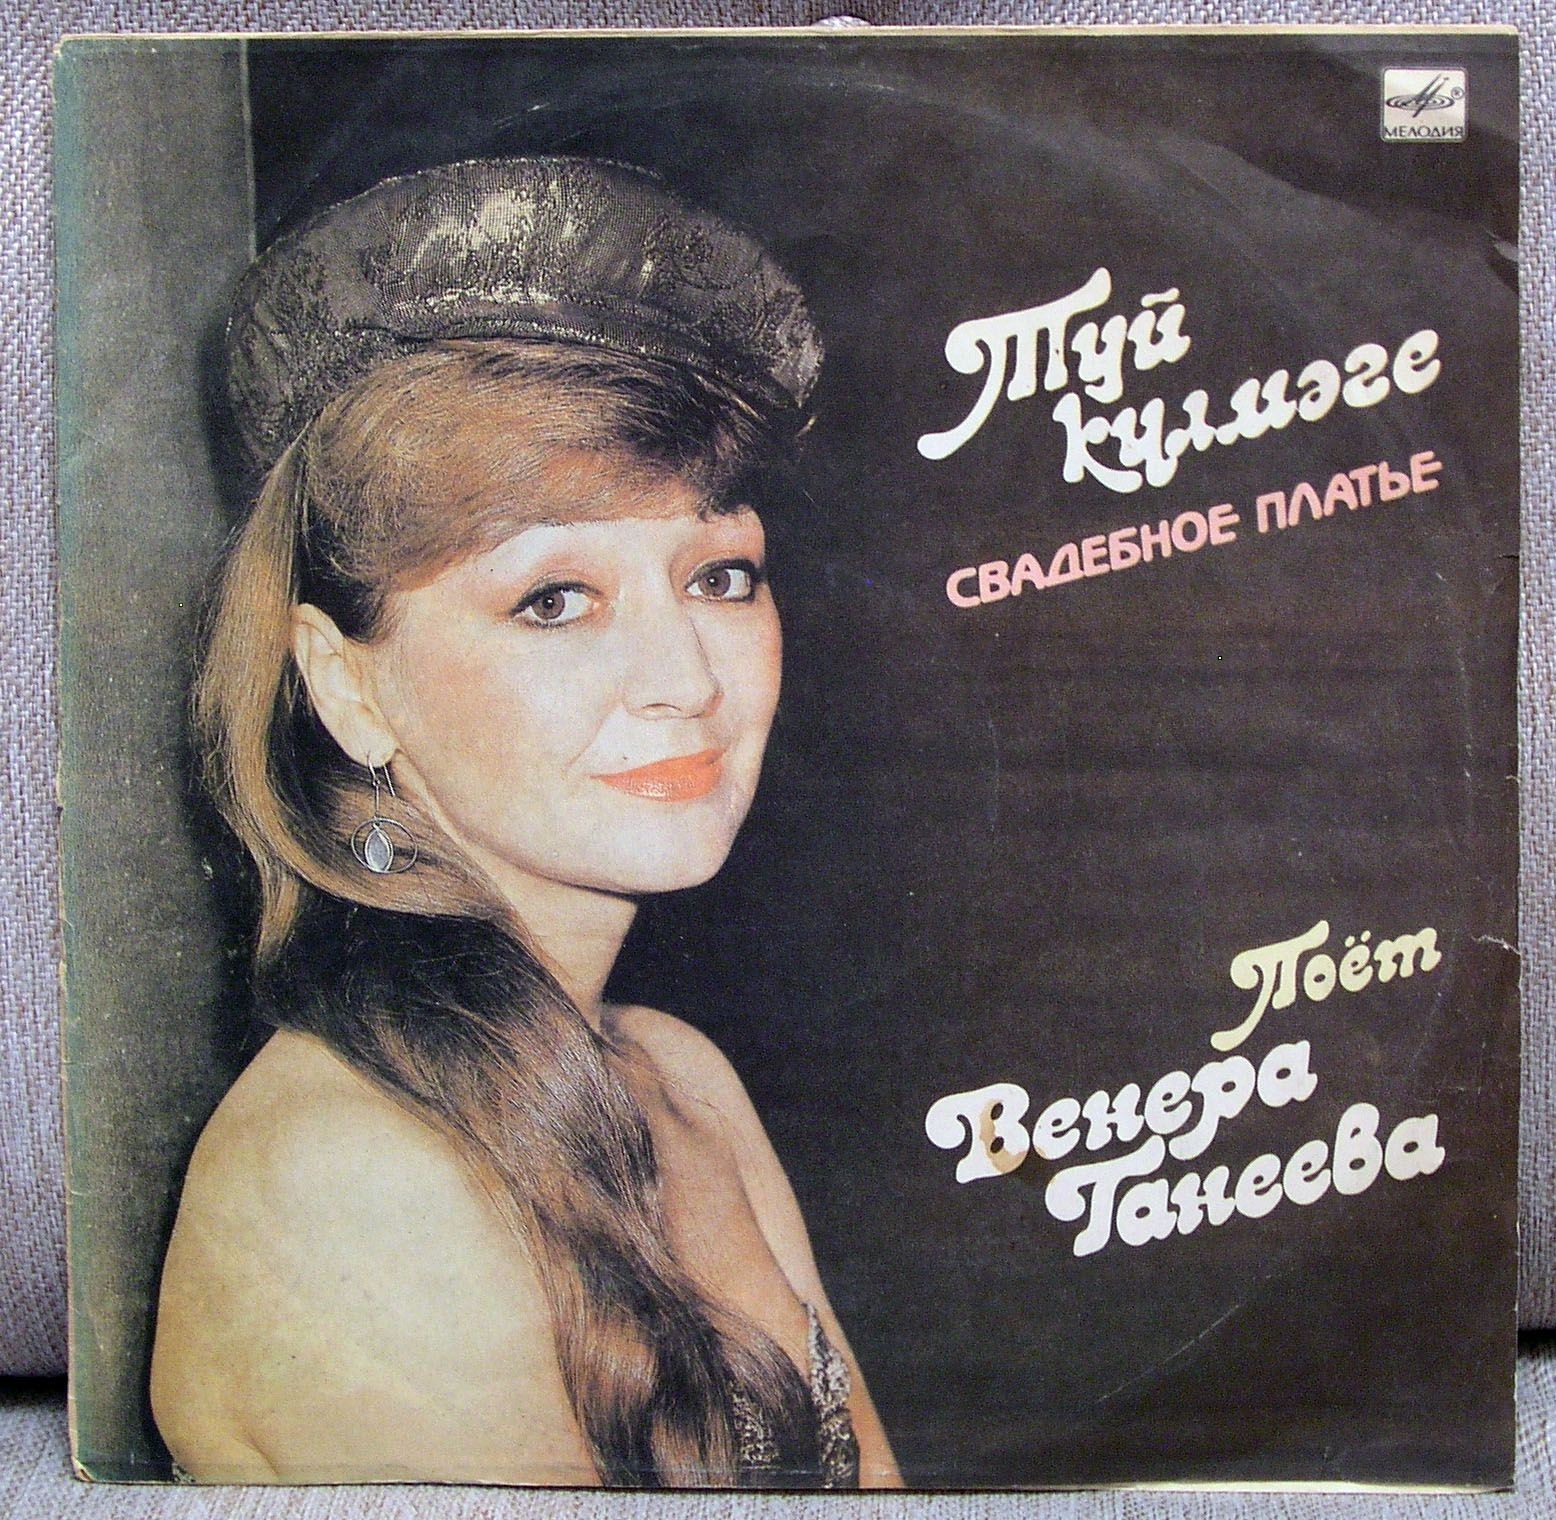 МЕЛОДИЯ
Туй
күлмәге
СВАДЕБНОЕ ПЛАТЬЕ
Поёт
Венера
Ганеева